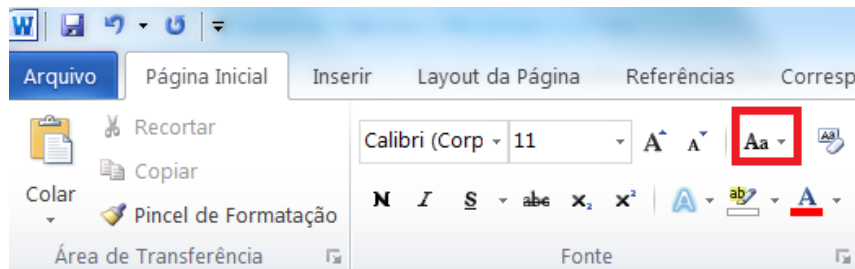 W
Arquivo Página Inicial Inserir Layout da Página Referências Corresp
Recortar
Calibri (Corp 11 A A Aa Aa
Copiar
Colar
N I S abc x₂ x² A ab A
Pincel de Formatação
Área de Transferência Fonte